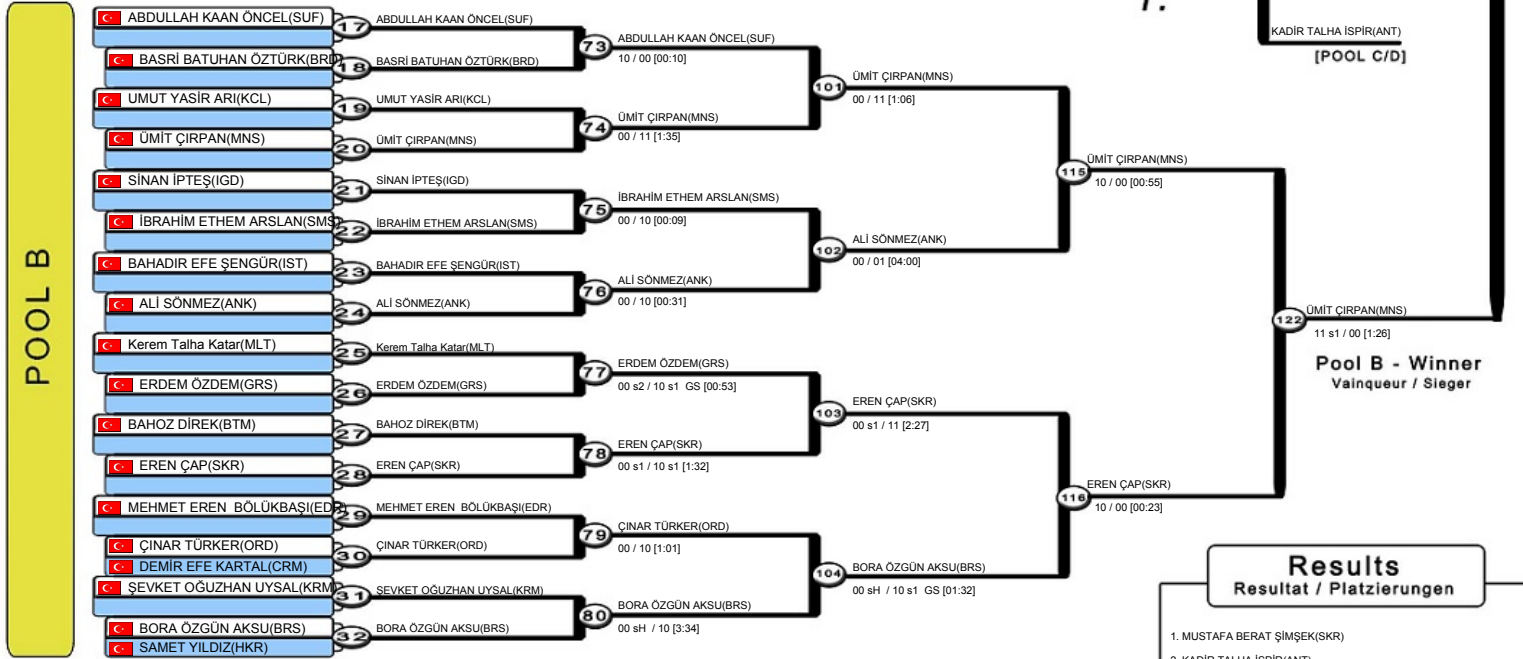 POOL B
ABDULLAH KAAN ÖNCEL(SUF)
BASRİ BATUHAN ÖZTÜRK(BRD)
UMUT YASİR ARI(KCL)
ÜMİT ÇIRPAN(MNS)
SİNAN İPTEŞ(IGD)
İBRAHİM ETHEM ARSLAN(SMS)
BAHADIR EFE ŞENGÜR(IST)
ALİ SÖNMEZ(ANK)
Kerem Talha Katar(MLT)
ERDEM ÖZDEM(GRS)
BAHOZ DİREK(BTM)
EREN ÇAP(SKR)
MEHMET EREN BÖLÜKBAŞI(EDR)
ÇINAR TÜRKER(ORD)
DEMİR EFE KARTAL(CRM)
ŞEVKET OĞUZHAN UYSAL(KRM)
BORA ÖZGÜN AKSU(BRS)
SAMET YILDIZ(HKR)
17 ABDULLAH KAAN ÖNCEL(SUF)
18 BASRİ BATUHAN ÖZTÜRK(BRD)
19 UMUT YASİR ARI(KCL)
20 ÜMİT ÇIRPAN(MNS)
21 SİNAN İPTEŞ(IGD)
22 İBRAHİM ETHEM ARSLAN(SMS)
23 BAHADIR EFE ŞENGÜR(IST)
24 ALİ SÖNMEZ(ANK)
25 Kerem Talha Katar(MLT)
26 ERDEM ÖZDEM(GRS)
27 BAHOZ DİREK(BTM)
28 EREN ÇAP(SKR)
29 MEHMET EREN BÖLÜKBAŞI(EDR)
30 ÇINAR TÜRKER(ORD)
31 ŞEVKET OĞUZHAN UYSAL(KRM)
32 BORA ÖZGÜN AKSU(BRS)
73 ABDULLAH KAAN ÖNCEL(SUF)
10 / 00 [00:10]
74 ÜMİT ÇIRPAN(MNS)
00 / 11 [1:35]
75 İBRAHİM ETHEM ARSLAN(SMS)
00 / 10 [00:09]
76 ALİ SÖNMEZ(ANK)
00 / 10 [00:31]
77 ERDEM ÖZDEM(GRS)
00 s2 / 10 s1 GS [00:53]
78 EREN ÇAP(SKR)
00 s1 / 10 s1 [1:32]
79 ÇINAR TÜRKER(ORD)
00 / 10 [1:01]
80 BORA ÖZGÜN AKSU(BRS)
00 sH / 10 [3:34]
101 ÜMİT ÇIRPAN(MNS)
00 / 11 [1:06]
102 ALİ SÖNMEZ(ANK)
00 / 01 [04:00]
103 EREN ÇAP(SKR)
00 s1 / 11 [2:27]
104 BORA ÖZGÜN AKSU(BRS)
00 sH / 10 s1 GS [01:32]
115 ÜMİT ÇIRPAN(MNS)
10 / 00 [00:55]
116 EREN ÇAP(SKR)
10 / 00 [00:23]
122 ÜMİT ÇIRPAN(MNS)
11 s1 / 00 [1:26]
Pool B - Winner
Vainqueur / Sieger
KADİR TALHA İSPİR(ANT)
[POOL C/D]
Results
Resultat / Platzierungen
1. MUSTAFA BERAT ŞİMŞEK(SKR)
2. KADİR TALHA İSPİR(ANT)